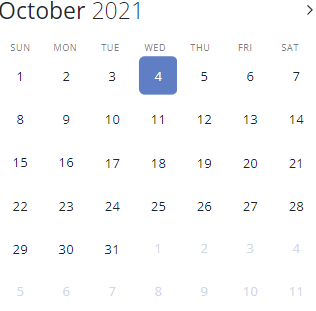 October 2021
SUN MON TUE WED THU FRI SAT
1 2 3 4 5 6 7
8 9 10 11 12 13 14
15 16 17 18 19 20 21
22 23 24 25 26 27 28
29 30 31 1 2 3 4
5 6 7 8 9 10 11